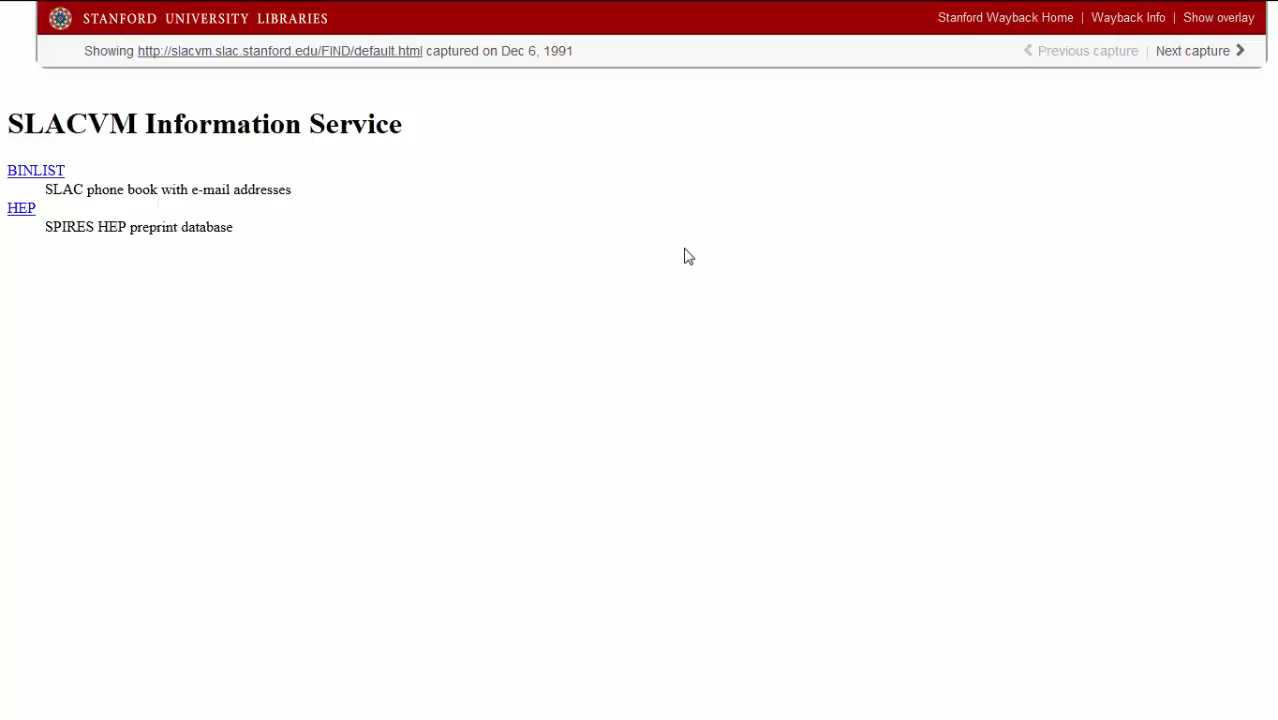 STANFORD UNIVERSITY LIBRARIES
Stanford Wayback Home | Wayback Info | Show overlay
Showing http://slacvm.slac.stanford.edu/FIND/default.html captured on Dec 6, 1991
Previous capture | Next capture
SLACVM Information Service
BINLIST
SLAC phone book with e-mail addresses
HEP
SPIRES HEP preprint database